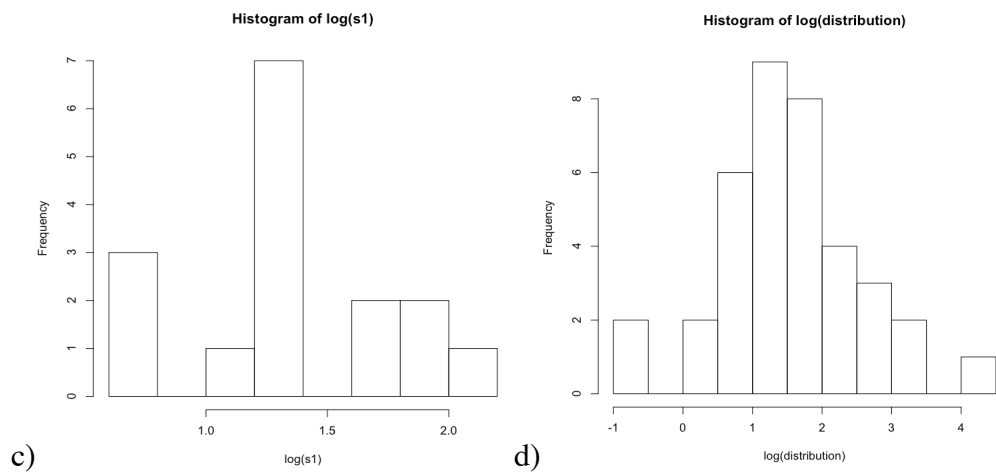 Histogram of log(s1)
Frequency
0 1 2 3 4 5 6 7
1.0 1.5 2.0
log(s1)
c)
Histogram of log(distribution)
Frequency
0 2 4 6 8
-1 0 1 2 3 4
log(distribution)
d)